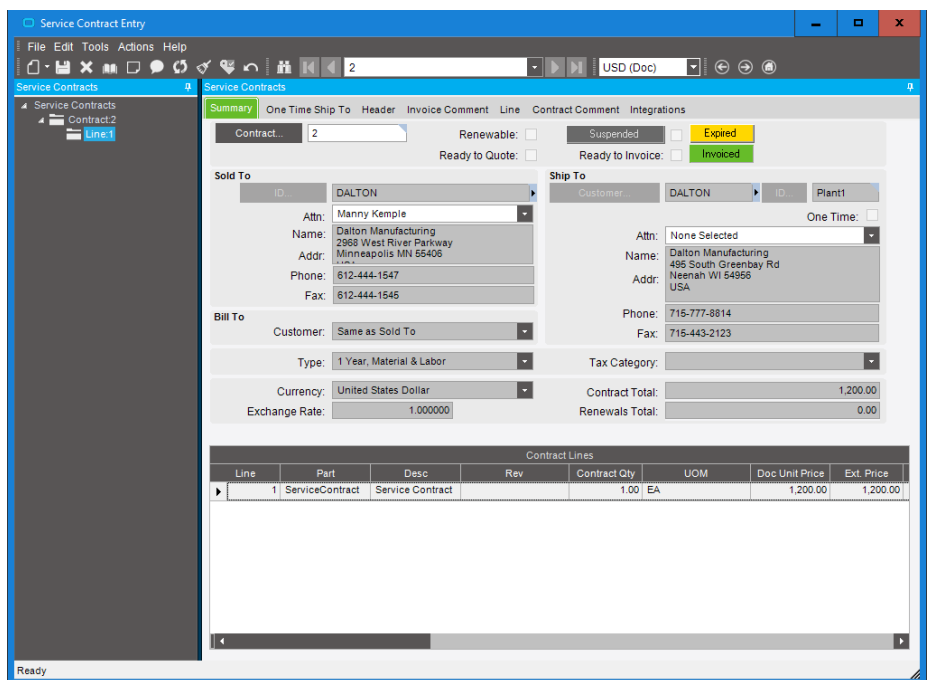 Service Contract Entry
File Edit Tools Actions Help
2
USD (Doc)
Service Contracts
Service Contracts
Contract:2
Line:1
Service Contracts
Summary One Time Ship To Header Invoice Comment Line Contract Comment Integrations
Contract... 2 Renewable: Suspended Expired
Ready to Quote: Ready to Invoice: Invoiced
Sold To
ID... DALTON
Attn: Manny Kemple
Name: Dalton Manufacturing
2968 West River Parkway
Addr: Minneapolis MN 55406
Phone: 612-444-1547
Fax: 612-444-1545
Bill To
Customer: Same as Sold To
Ship To
Customer... DALTON ID... Plant1
One Time:
Attn: None Selected
Name: Dalton Manufacturing
495 South Greenbay Rd
Addr: Neenah WI 54956
USA
Phone: 715-777-8814
Fax: 715-443-2123
Type: 1 Year, Material & Labor Tax Category:
Currency: United States Dollar Contract Total: 1,200.00
Exchange Rate: 1.000000 Renewals Total: 0.00
Contract Lines
Line Part Desc Rev Contract Qty UOM Doc Unit Price Ext. Price
1 ServiceContract Service Contract 1.00 EA 1,200.00 1,200.00
Ready